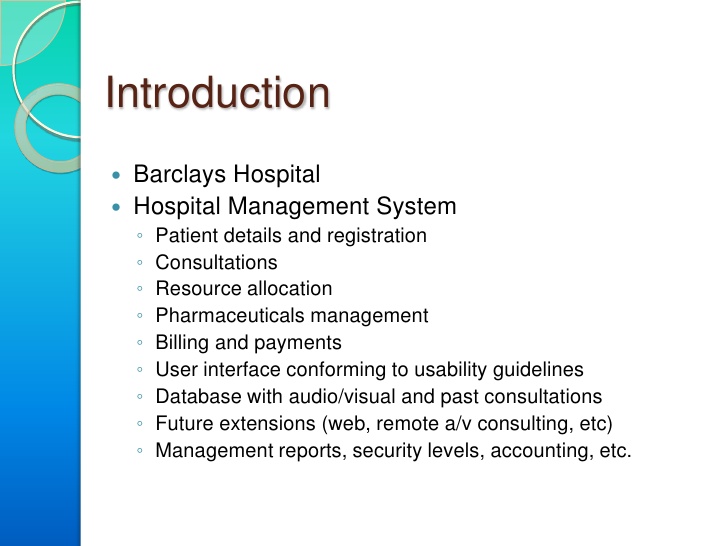 Introduction
Barclays Hospital
Hospital Management System
Patient details and registration
Consultations
Resource allocation
Pharmaceuticals management
Billing and payments
User interface conforming to usability guidelines
Database with audio/visual and past consultations
Future extensions (web, remote a/v consulting, etc)
Management reports, security levels, accounting, etc.